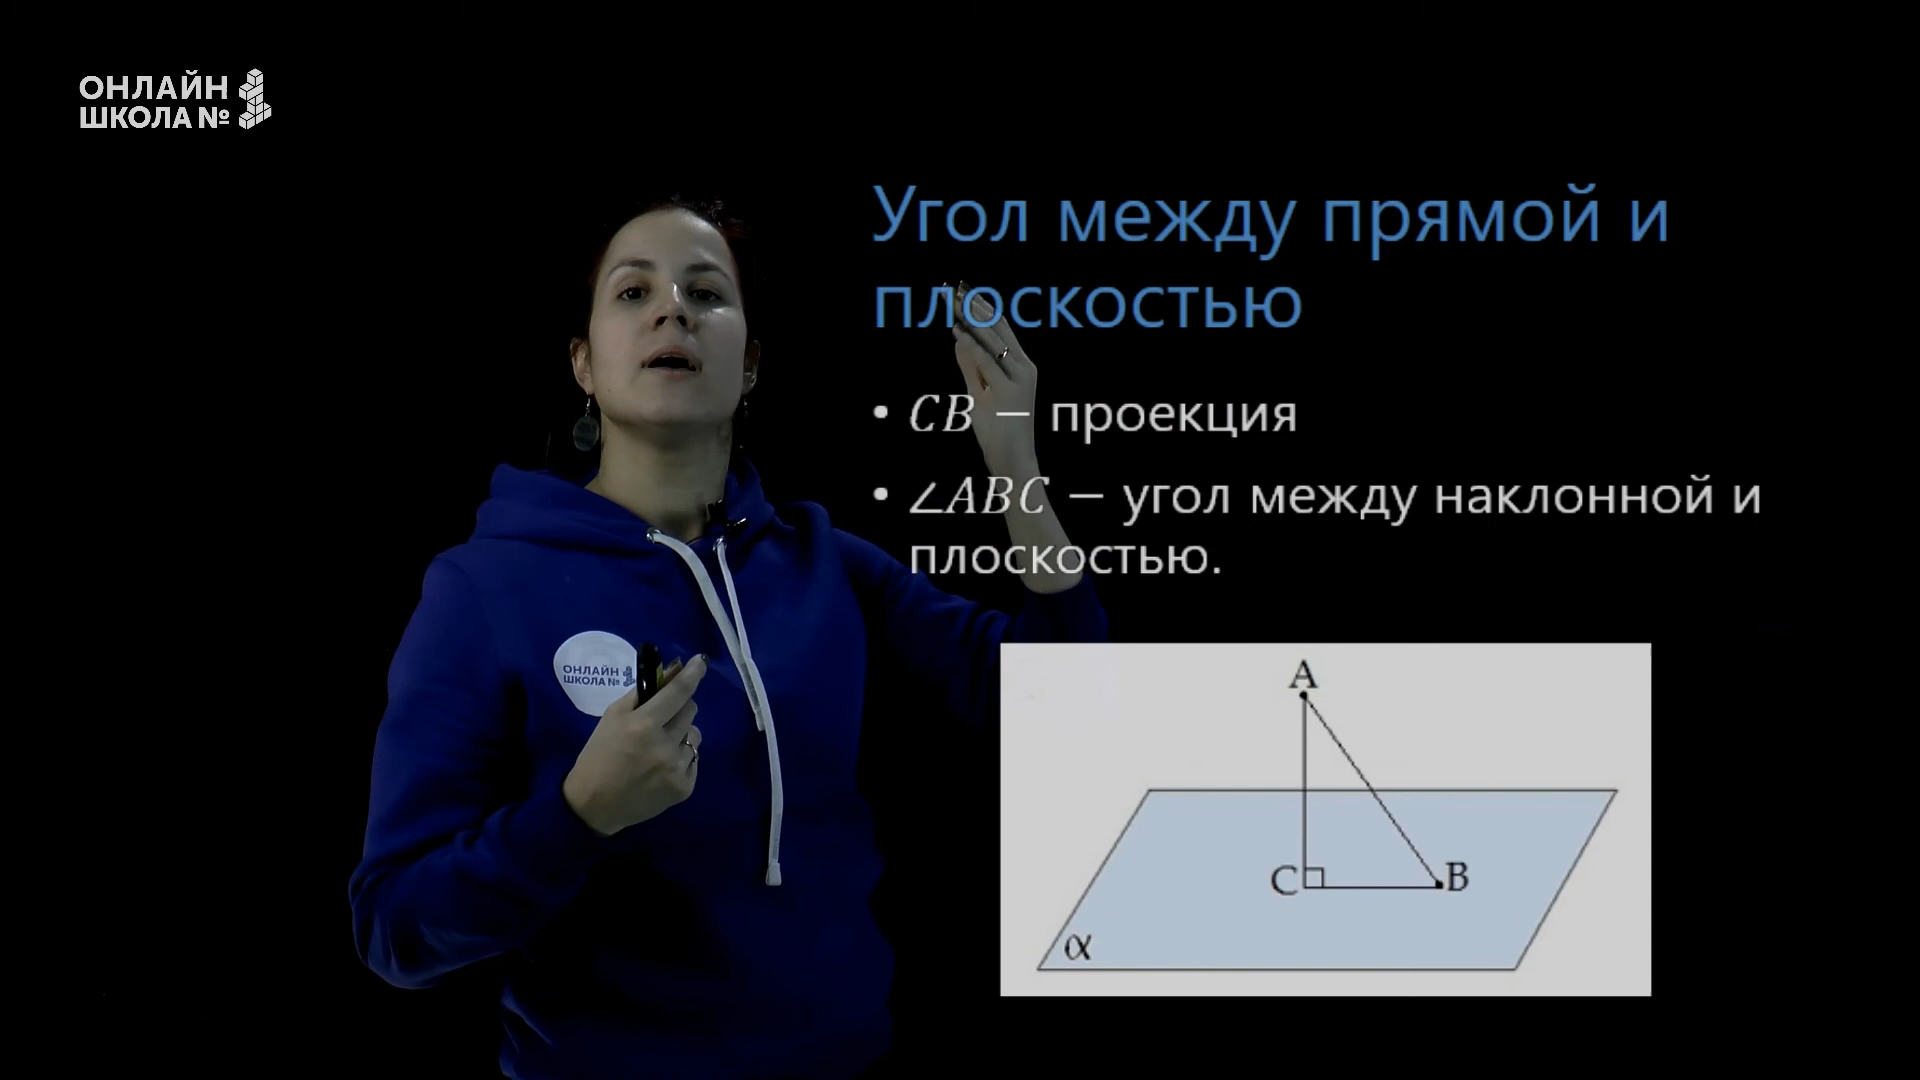 ОНЛАЙН
ШКОЛА №
Угол между прямой и
плоскостью
• CB — проекция
• ∠ABC — угол между наклонной и
плоскостью.
ОНЛАЙН
ШКОЛА №
A
C
B
α